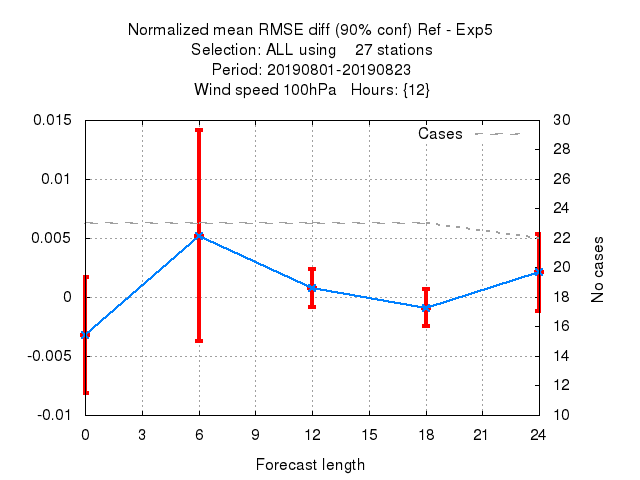 Normalized mean RMSE diff (90% conf) Ref - Exp5
Selection: ALL using    27 stations
Period: 20190801-20190823
Wind speed 100hPa   Hours: {12}
Cases
0.015
0.01
0.005
0
-0.005
-0.01
30
28
26
24
22
20
18
16
14
12
10
No cases
0 3 6 9 12 15 18 21 24
Forecast length